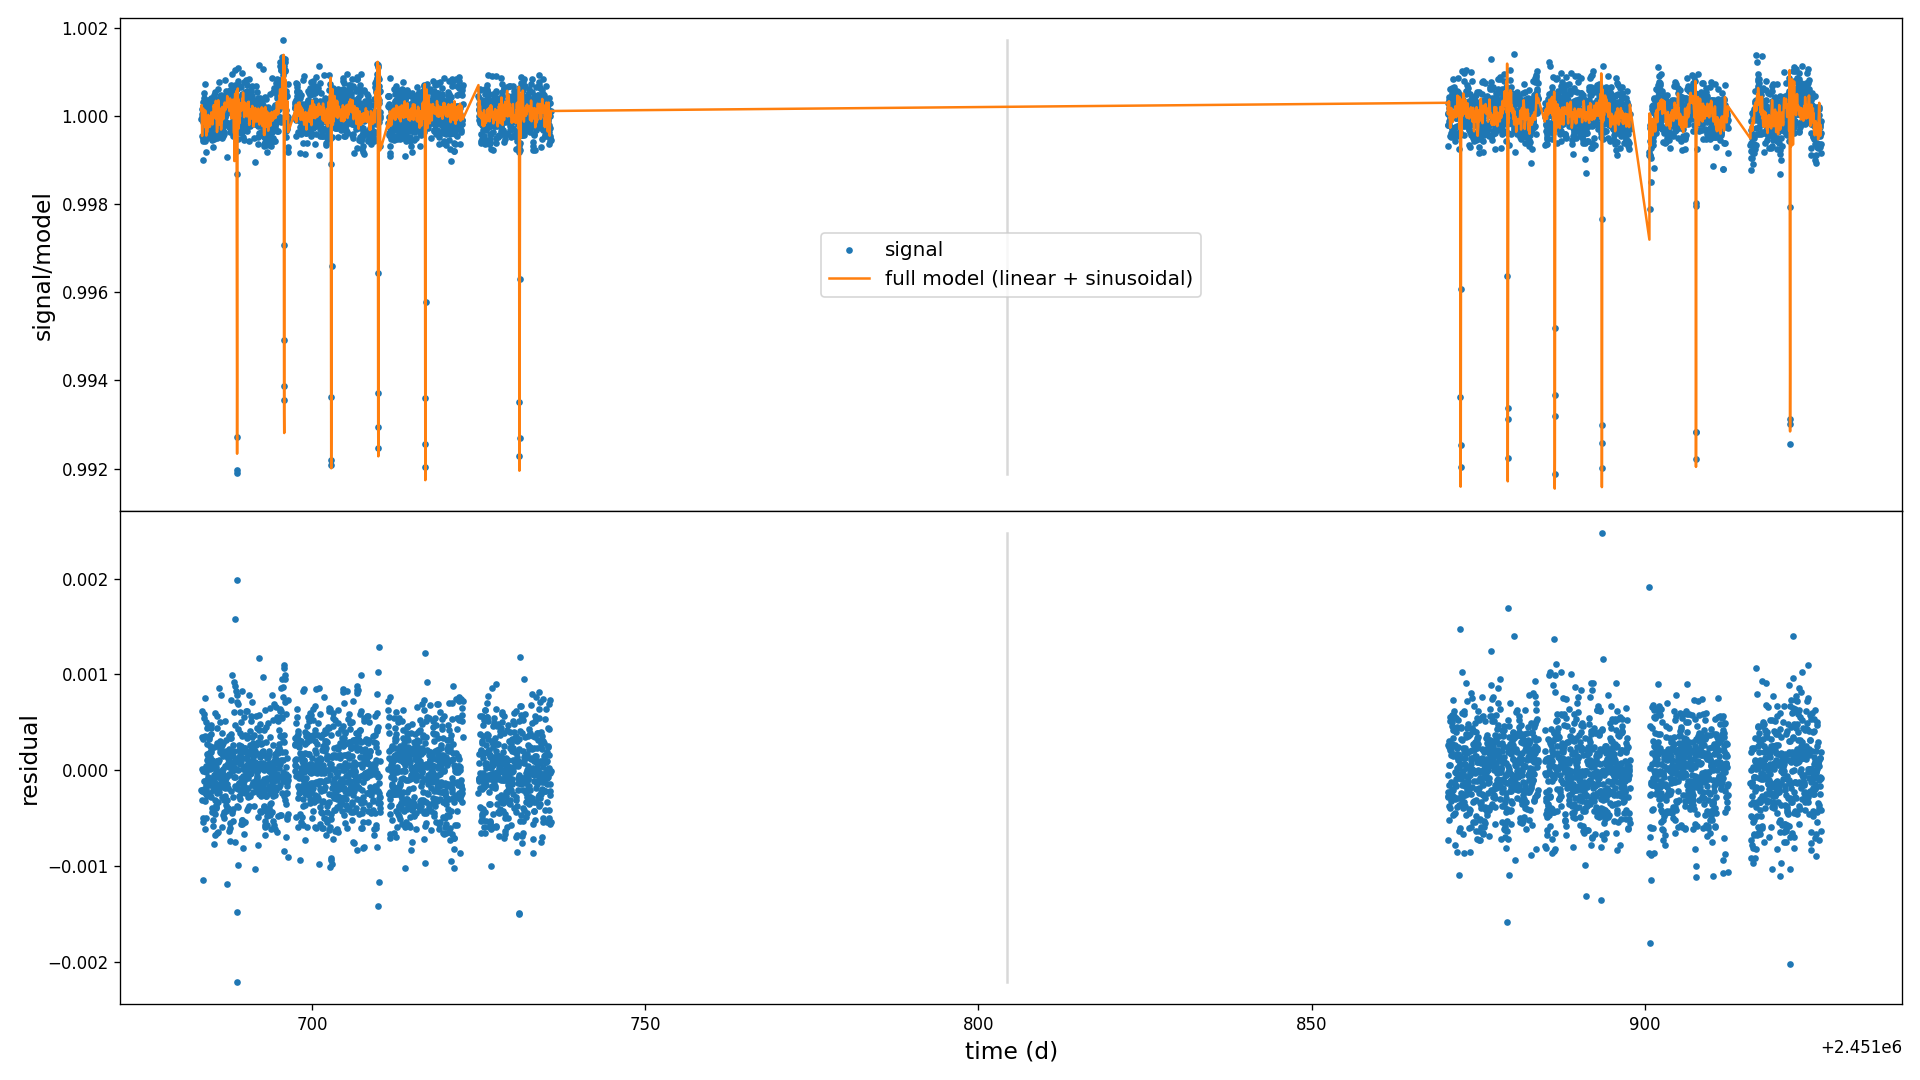 1.002
1.000
0.998
0.996
0.994
0.992
signal/model
signal
full model (linear + sinusoidal)
0.002
0.001
0.000
−0.001
−0.002
residual
700
750
800
850
900
time (d)
+2.451e6